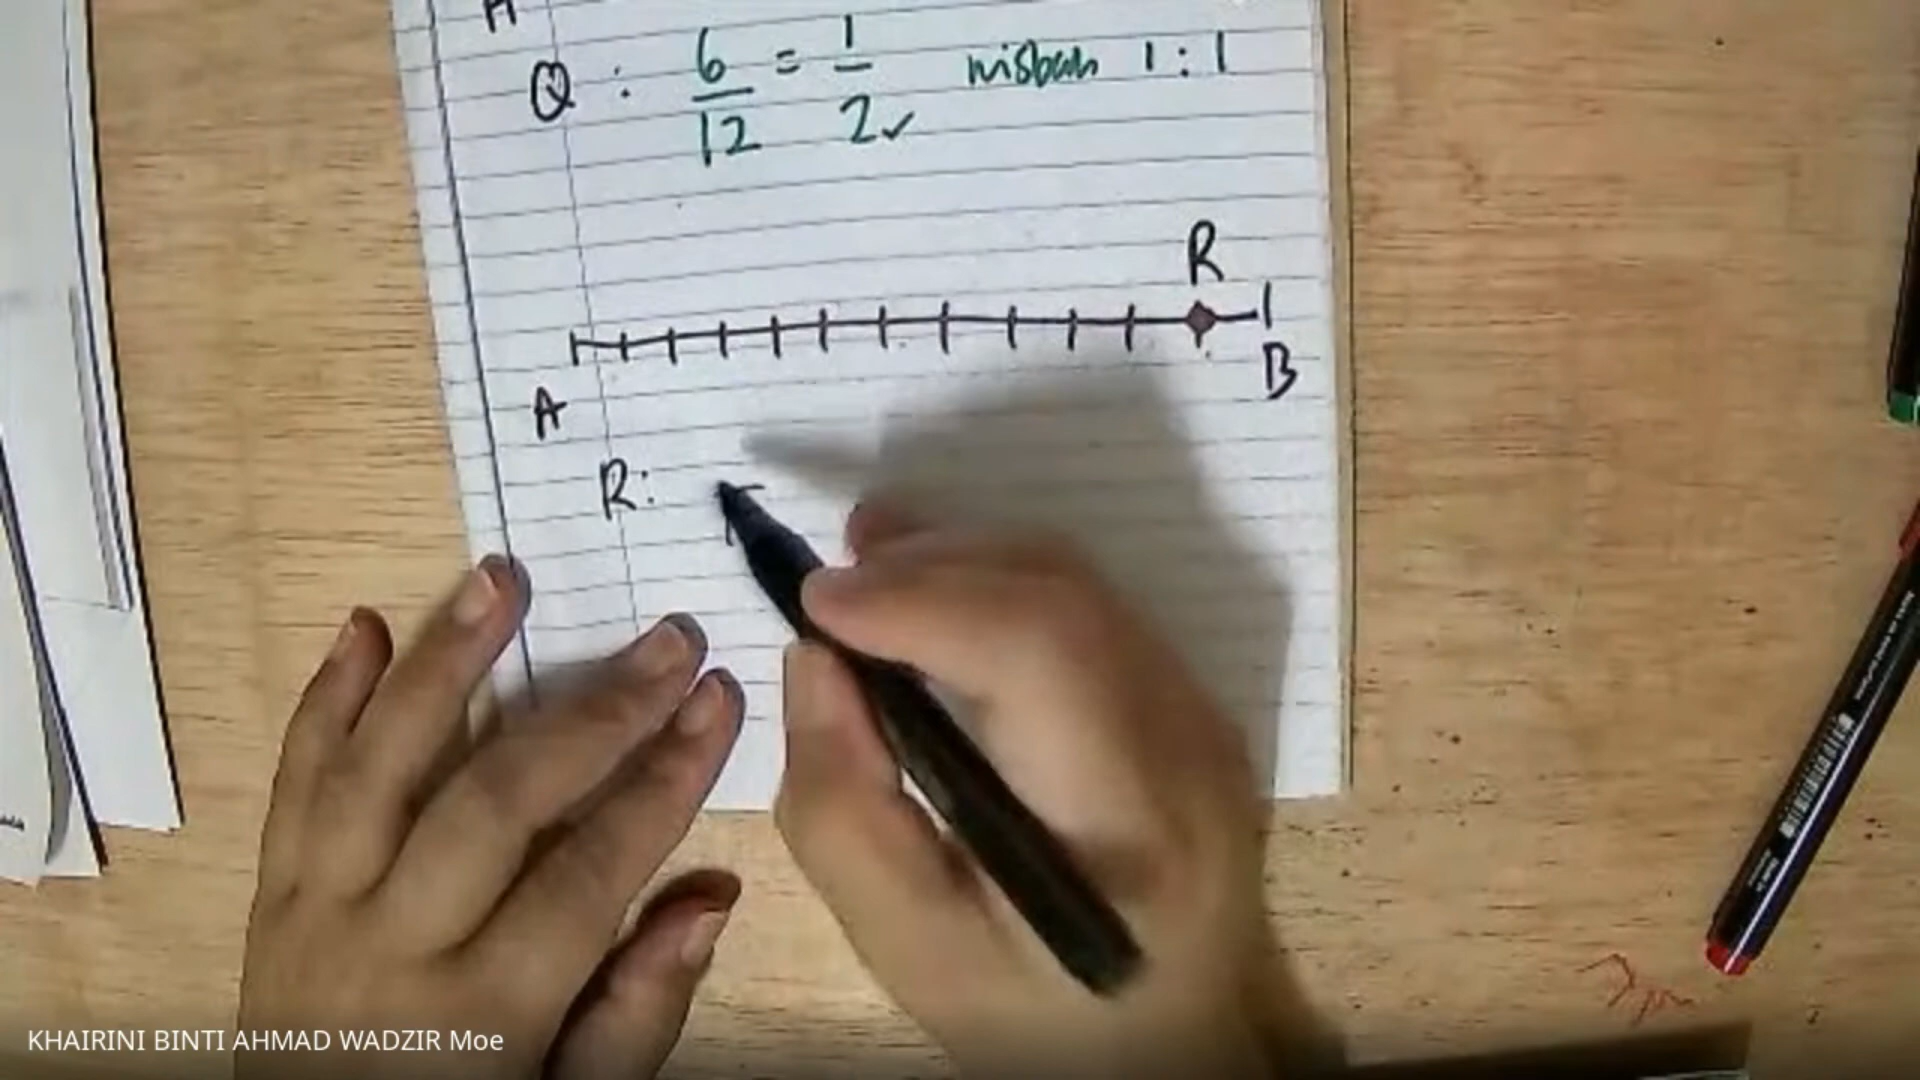 A
Q : 6/12 = 1/2 ✓ nisbah 1 : 1
R
A B
R:
KHAIRINI BINTI AHMAD WADZIR Moe